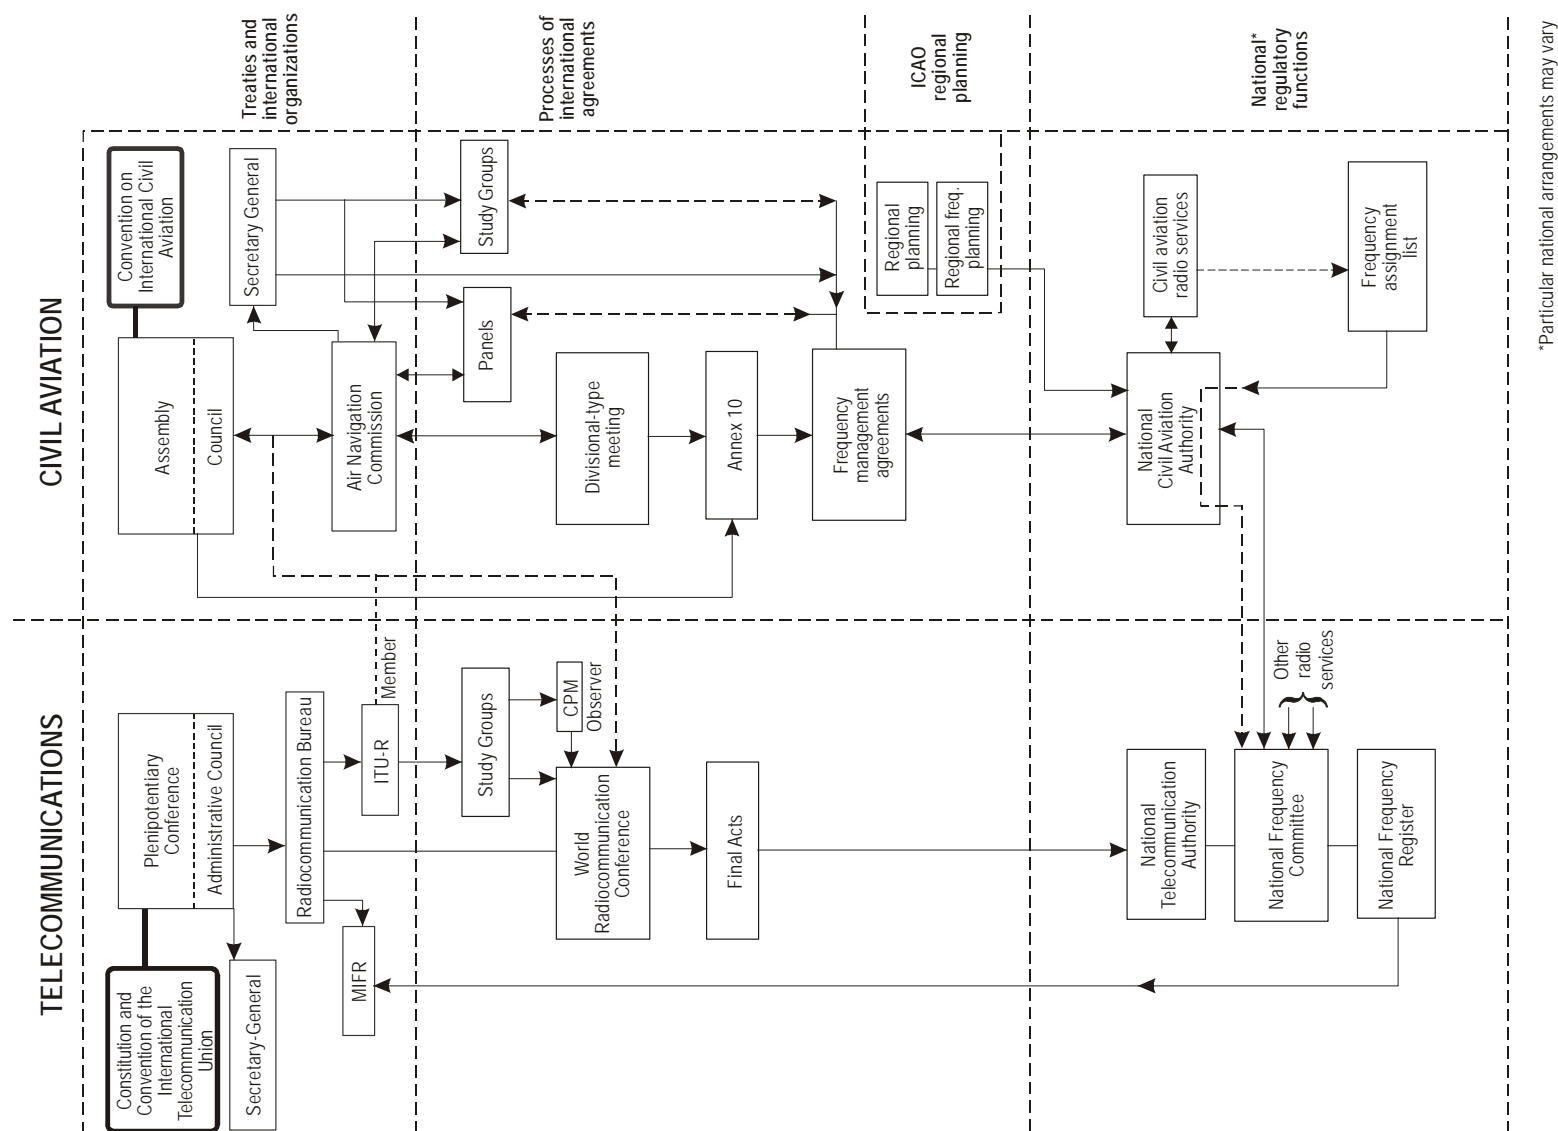 TELECOMMUNICATIONS
CIVIL AVIATION
Constitution and
Convention of the
International
Telecommunication
Union
Plenipotentiary
Conference
Administrative Council
Secretary-General
Radiocommunication Bureau
MIFR
ITU-R
Member
Convention on
International Civil
Aviation
Assembly
Council
Secretary General
Air Navigation
Commission
Treaties and
international
organizations
Study Groups
CPM
Observer
World
Radiocommunication
Conference
Final Acts
Study Groups
Panels
Divisional-type
meeting
Annex 10
Frequency
management
agreements
Processes of
international
agreements
Regional
planning
Regional freq.
planning
ICAO
regional
planning
National
Telecommunication
Authority
National Frequency
Committee
National Frequency
Register
Other
radio
services
National
Civil Aviation
Authority
Civil aviation
radio services
Frequency
assignment
list
National*
regulatory
functions
*Particular national arrangements may vary